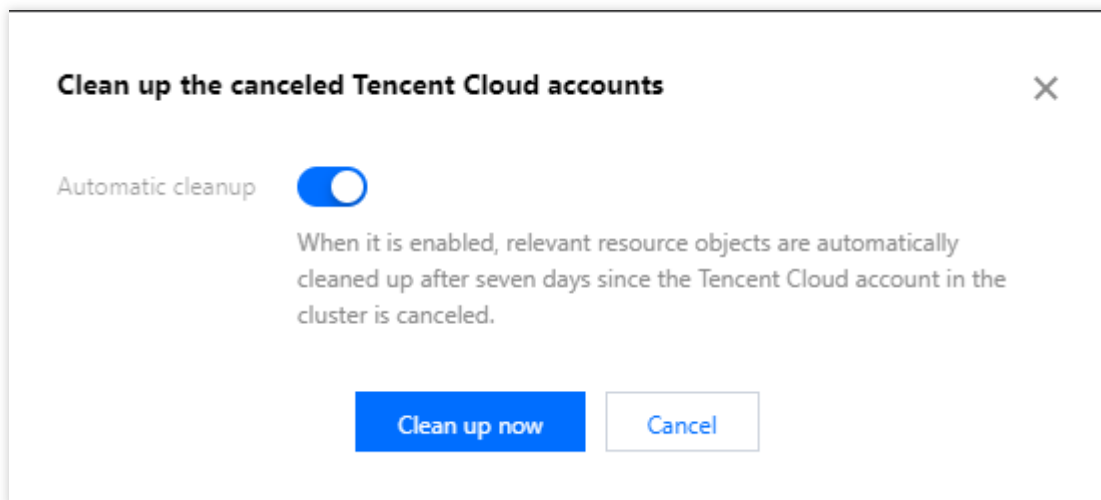 Clean up the canceled Tencent Cloud accounts
Automatic cleanup
When it is enabled, relevant resource objects are automatically
cleaned up after seven days since the Tencent Cloud account in the
cluster is canceled.
Clean up now
Cancel